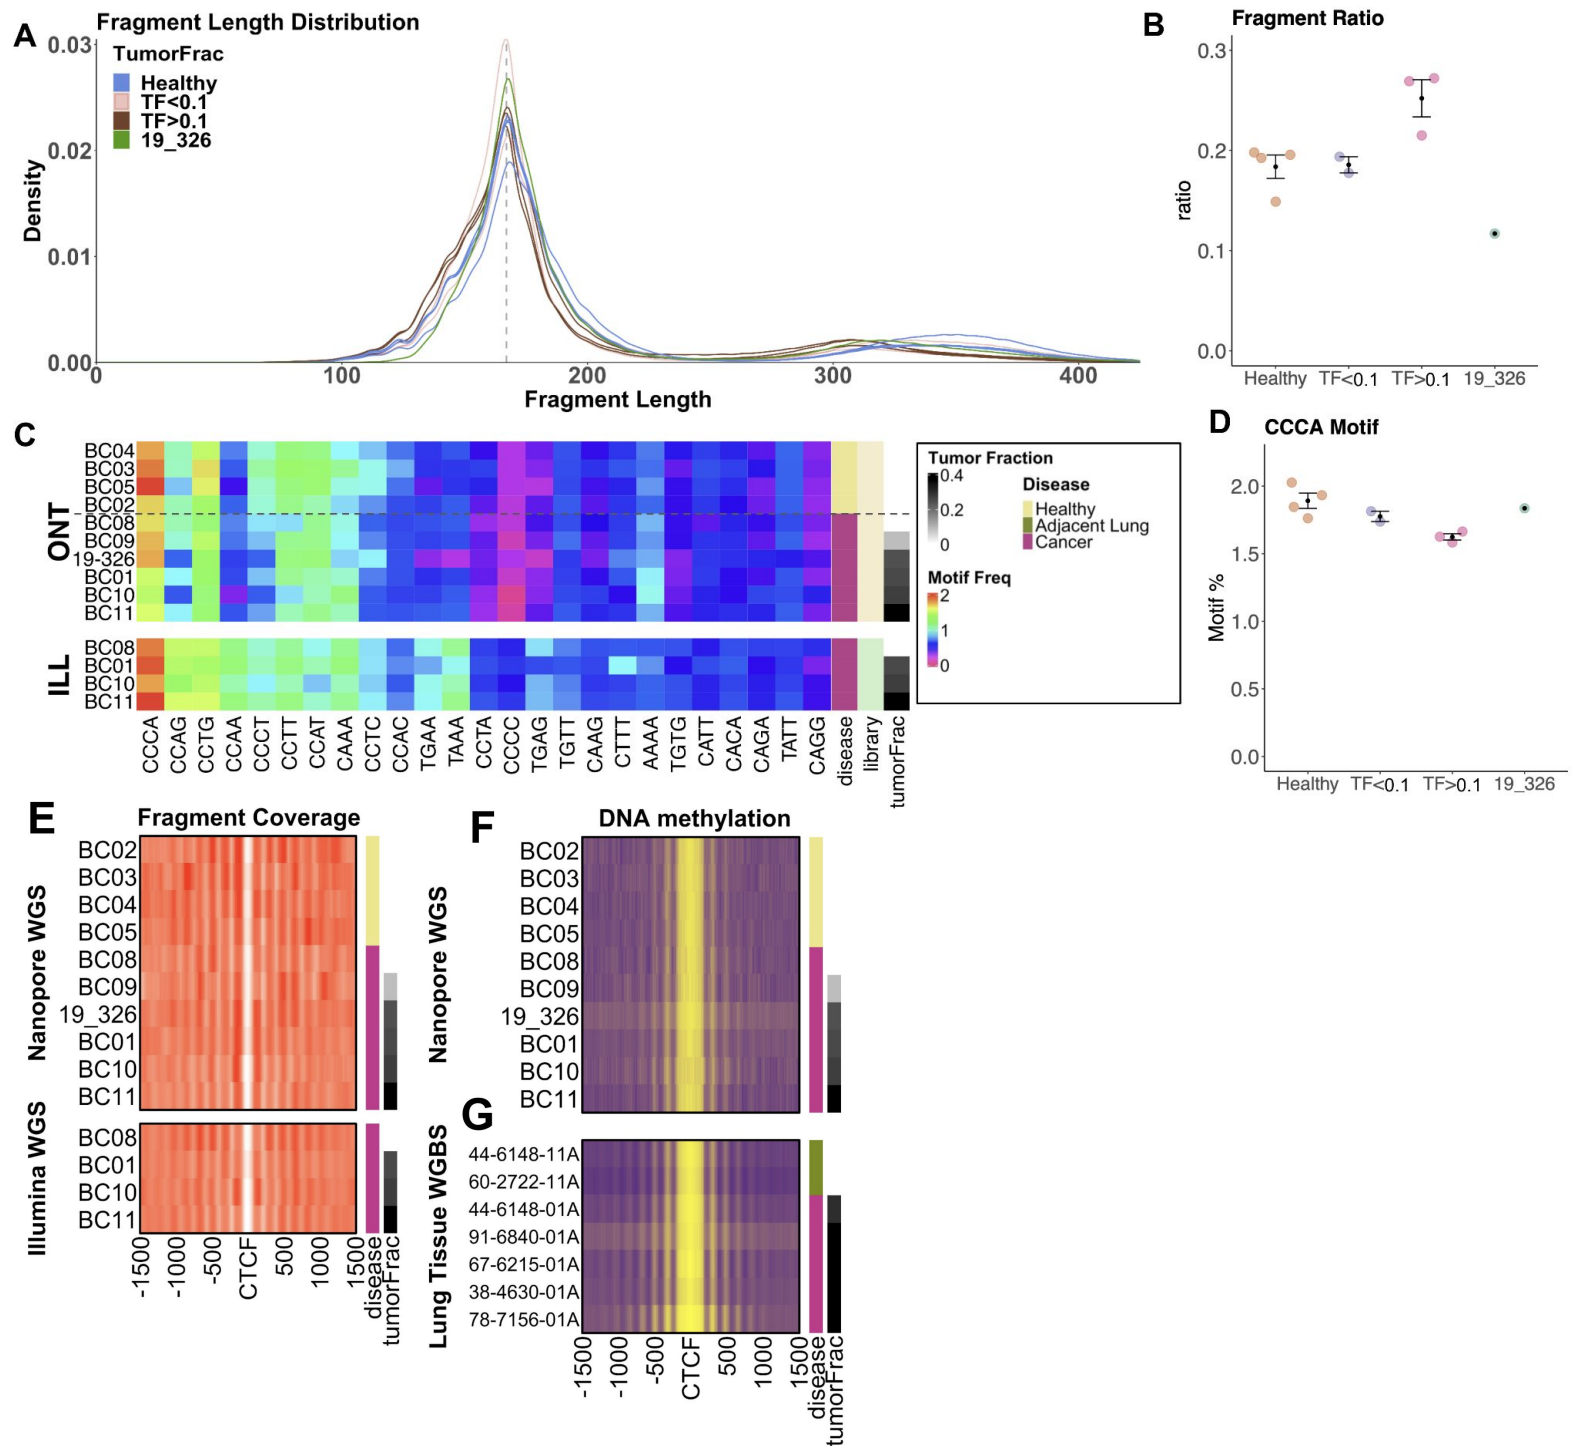 A
Fragment Length Distribution
TumorFrac
Healthy
TF<0.1
TF>0.1
19_326
Density
0.03
0.02
0.01
0.00
0
100
200
300
400
Fragment Length
B
Fragment Ratio
ratio
0.3
0.2
0.1
0.0
Healthy
TF<0.1
TF>0.1
19_326
C
ONT
BC04
BC03
BC05
BC02
BC08
BC09
19-326
BC01
BC10
BC11
ILL
BC08
BC01
BC10
BC11
CCCA
CCAG
CCTG
CCAA
CCCT
CCTT
CCAT
CAAA
CCTC
CCAC
TGAA
TAAA
CCTA
CCCC
TGAG
TGTT
CAAG
CTTT
AAAA
TGTG
CATT
CACA
CAGA
TATT
CAGG
disease
library
tumorFrac
Tumor Fraction
0.4
0.2
0
Disease
Healthy
Adjacent Lung
Cancer
Motif Freq
2
1
0
D
CCCA Motif
Motif %
2.0
1.5
1.0
0.5
0.0
Healthy
TF<0.1
TF>0.1
19_326
E
Fragment Coverage
Nanopore WGS
BC02
BC03
BC04
BC05
BC08
BC09
19_326
BC01
BC10
BC11
Illumina WGS
BC08
BC01
BC10
BC11
-1500
-1000
-500
CTCF
500
1000
1500
disease
tumorFrac
F
DNA methylation
Nanopore WGS
BC02
BC03
BC04
BC05
BC08
BC09
19_326
BC01
BC10
BC11
G
Lung Tissue WGBS
44-6148-11A
60-2722-11A
44-6148-01A
91-6840-01A
67-6215-01A
38-4630-01A
78-7156-01A
-1500
-1000
-500
CTCF
500
1000
1500
disease
tumorFrac